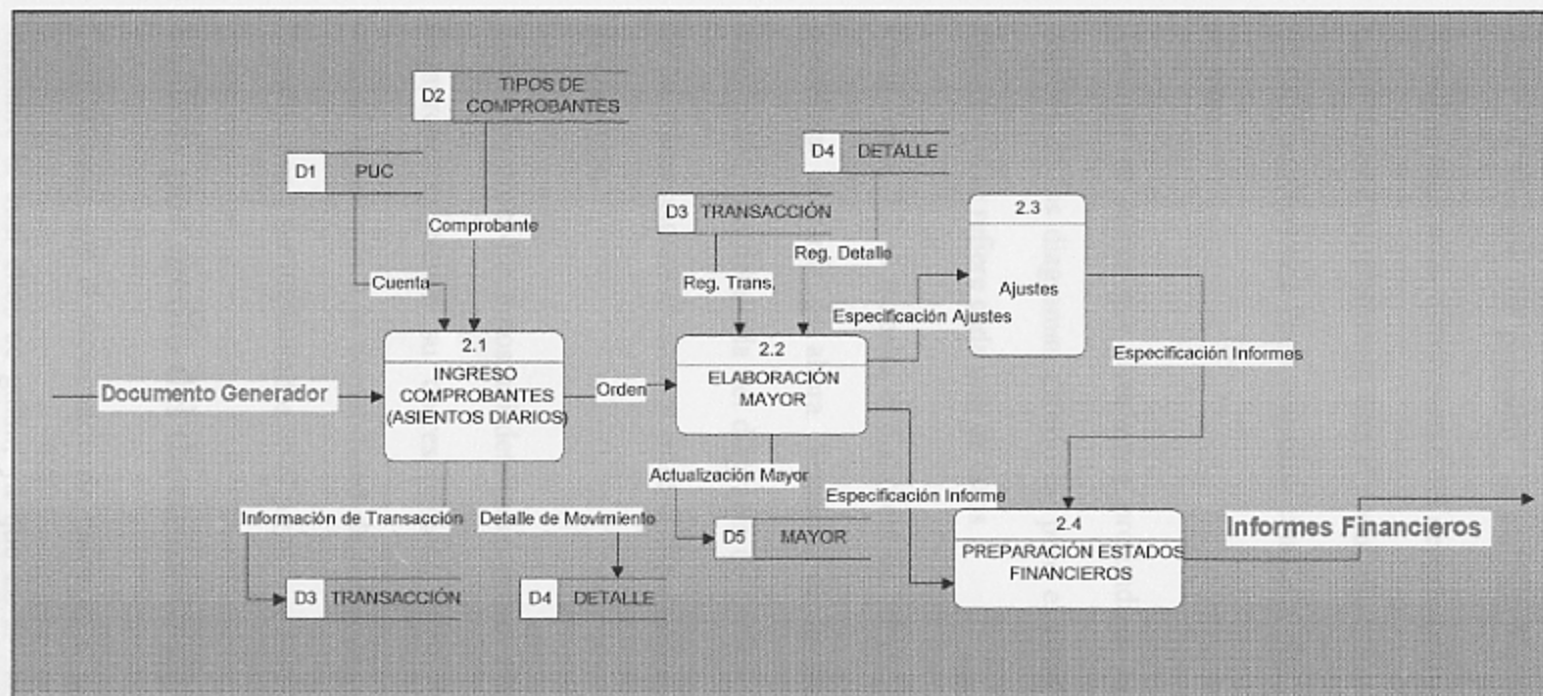 D2
TIPOS DE
COMPROBANTES
D4
DETALLE
D1
PUC
D3
TRANSACCIÓN
2.3
Ajustes
Comprobante
Reg. Detalle
Cuenta
Reg. Trans.
Especificación Ajustes
2.1
INGRESO
COMPROBANTES
(ASIENTOS DIARIOS)
2.2
ELABORACIÓN
MAYOR
Especificación Informes
Documento Generador
Orden
Actualización Mayor
Especificación Informe
Información de Transacción
Detalle de Movimiento
D5
MAYOR
2.4
PREPARACIÓN ESTADOS
FINANCIEROS
Informes Financieros
D3
TRANSACCIÓN
D4
DETALLE